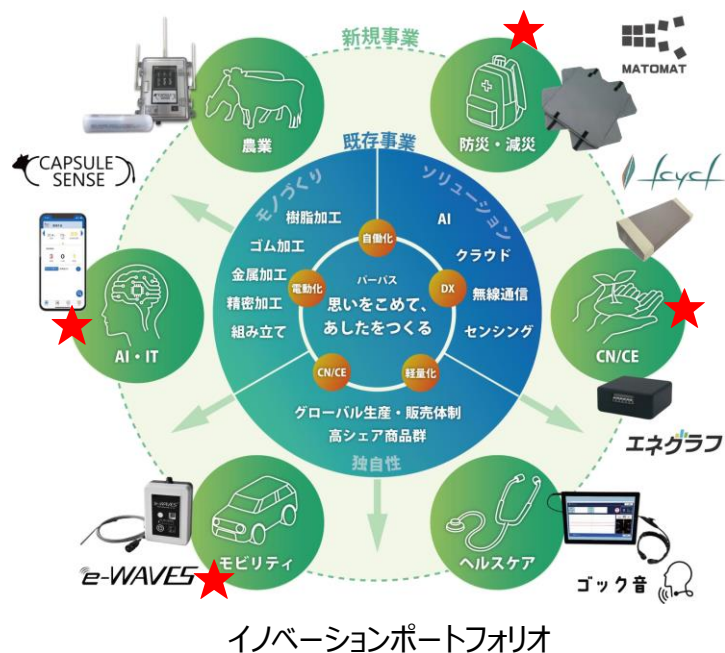 新規事業
MATOMAT
農業
防災・減災
CAPSULE
SENSE
既存事業
fcycf
モノづくり
ソリューション
樹脂加工
ゴム加工
金属加工
精密加工
組み立て
AI
クラウド
無線通信
センシング
自働化
電動化
DX
CN/CE
軽量化
パーパス
思いをこめて、
あしたをつくる
AI・IT
CN/CE
グローバル生産・販売体制
高シェア商品群
独自性
エネグラフ
e-WAVES
e-WAVES
モビリティ
ヘルスケア
ゴック音
イノベーションポートフォリオ